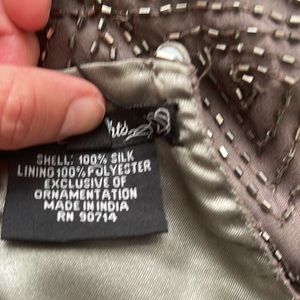 SHELL: 100% SILK
LINING 100% POLYESTER
EXCLUSIVE OF
ORNAMENTATION
MADE IN INDIA
RN 90714